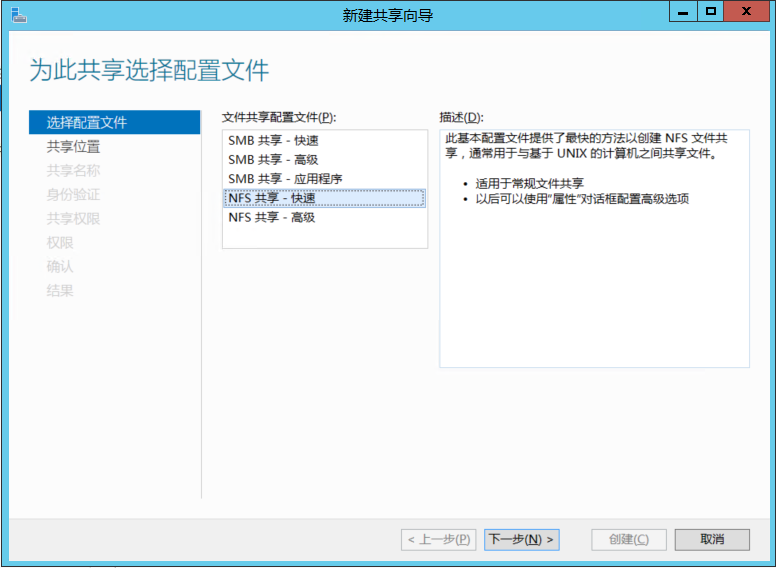 新建共享向导
为此共享选择配置文件
选择配置文件
共享位置
共享名称
身份验证
共享权限
权限
确认
结果
文件共享配置文件(P):
SMB 共享 - 快速
SMB 共享 - 高级
SMB 共享 - 应用程序
NFS 共享 - 快速
NFS 共享 - 高级
描述(D):
此基本配置文件提供了最快的方法以创建 NFS 文件共
享，通常用于与基于 UNIX 的计算机之间共享文件。
• 适用于常规文件共享
• 以后可以使用"属性"对话框配置高级选项
< 上一步(P)
下一步(N) >
创建(C)
取消